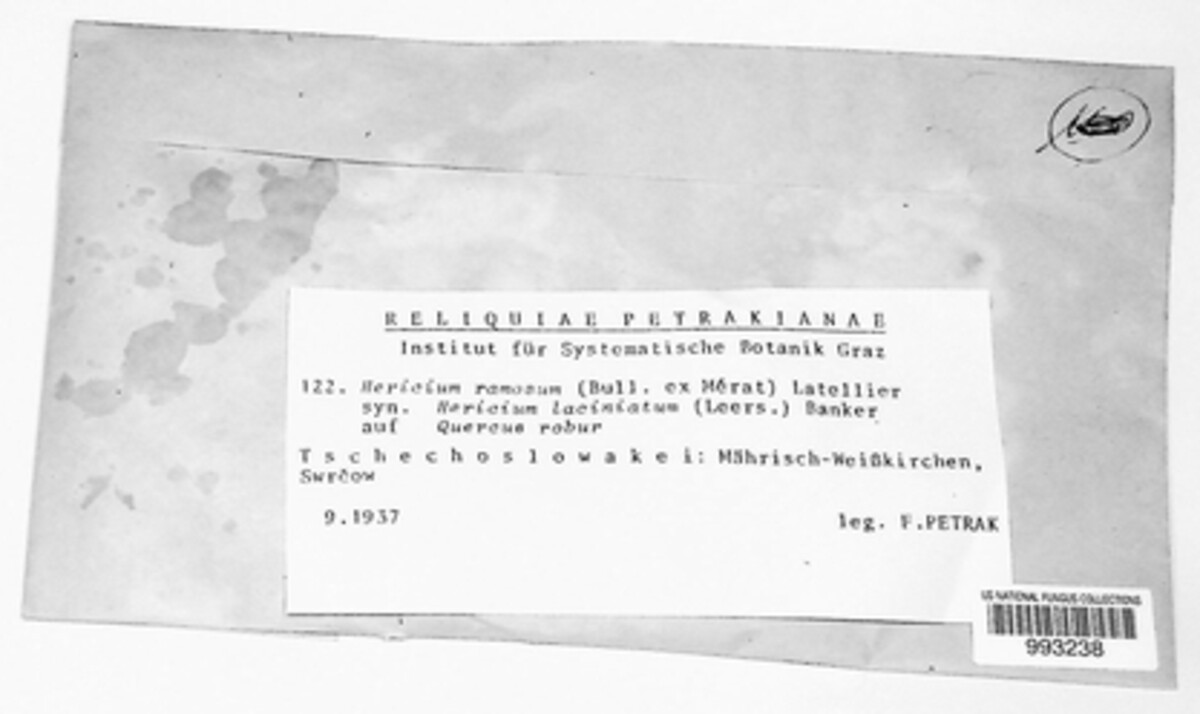 RELIQUIAE PETRAKIANAE
Institut für Systematische Botanik Graz
122. Hericium ramosum (Bull. ex Mérat) Latellier
syn. Hericium laciniatum (Leers.) Banker
auf Quercus robur
Tschechoslowakei: Mährisch-Weißkirchen,
Swrčow
9.1937 leg. F.PETRAK
US NATIONAL FUNGUS COLLECTIONS
993238